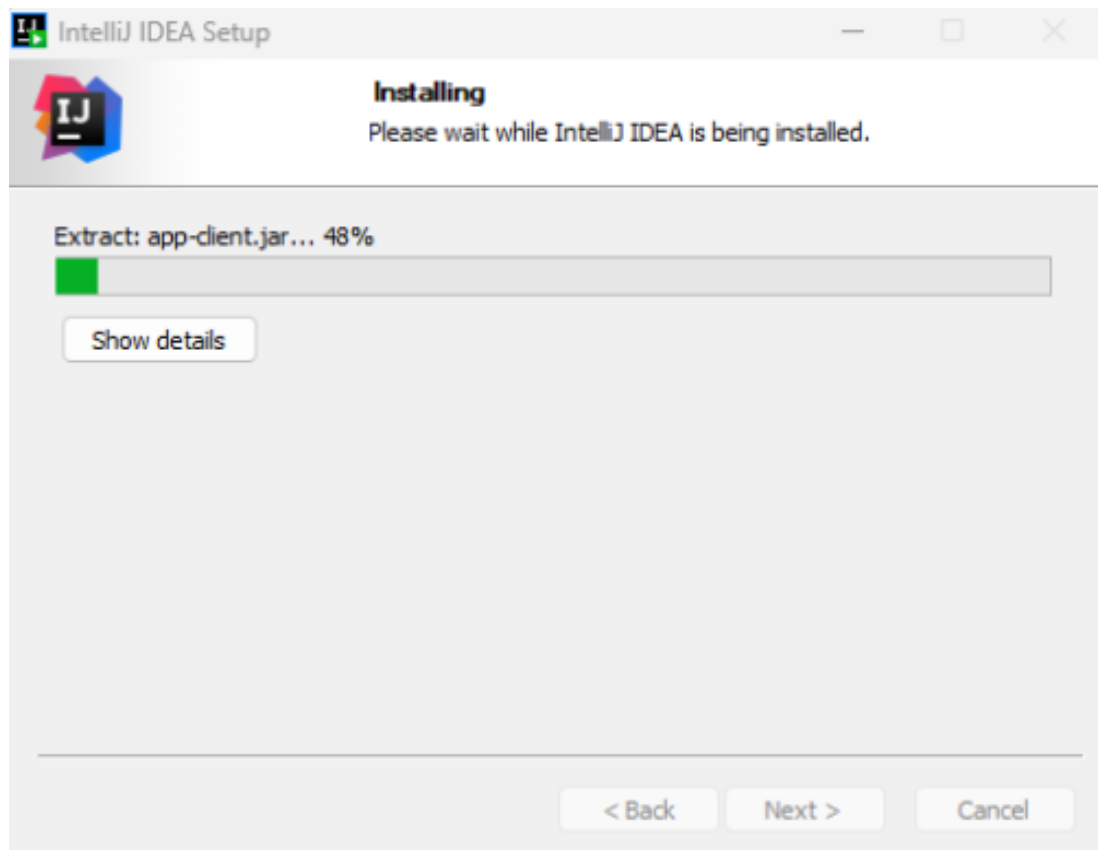 IntelliJ IDEA Setup
IJ
Installing
Please wait while IntelliJ IDEA is being installed.
Extract: app-client.jar... 48%
Show details
< Back
Next >
Cancel